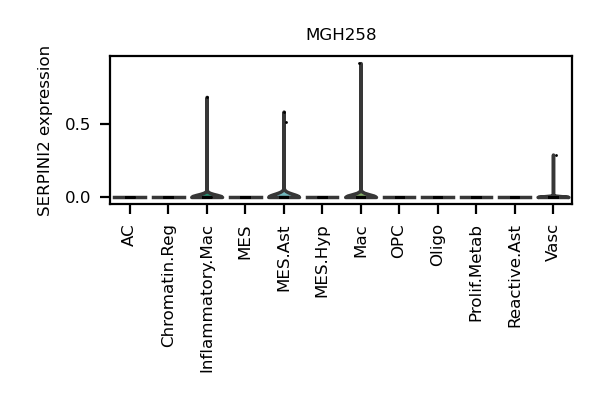 MGH258
SERPINI2 expression
0.5
0.0
AC
Chromatin.Reg
Inflammatory.Mac
MES
MES.Ast
MES.Hyp
Mac
OPC
Oligo
Prolif.Metab
Reactive.Ast
Vasc